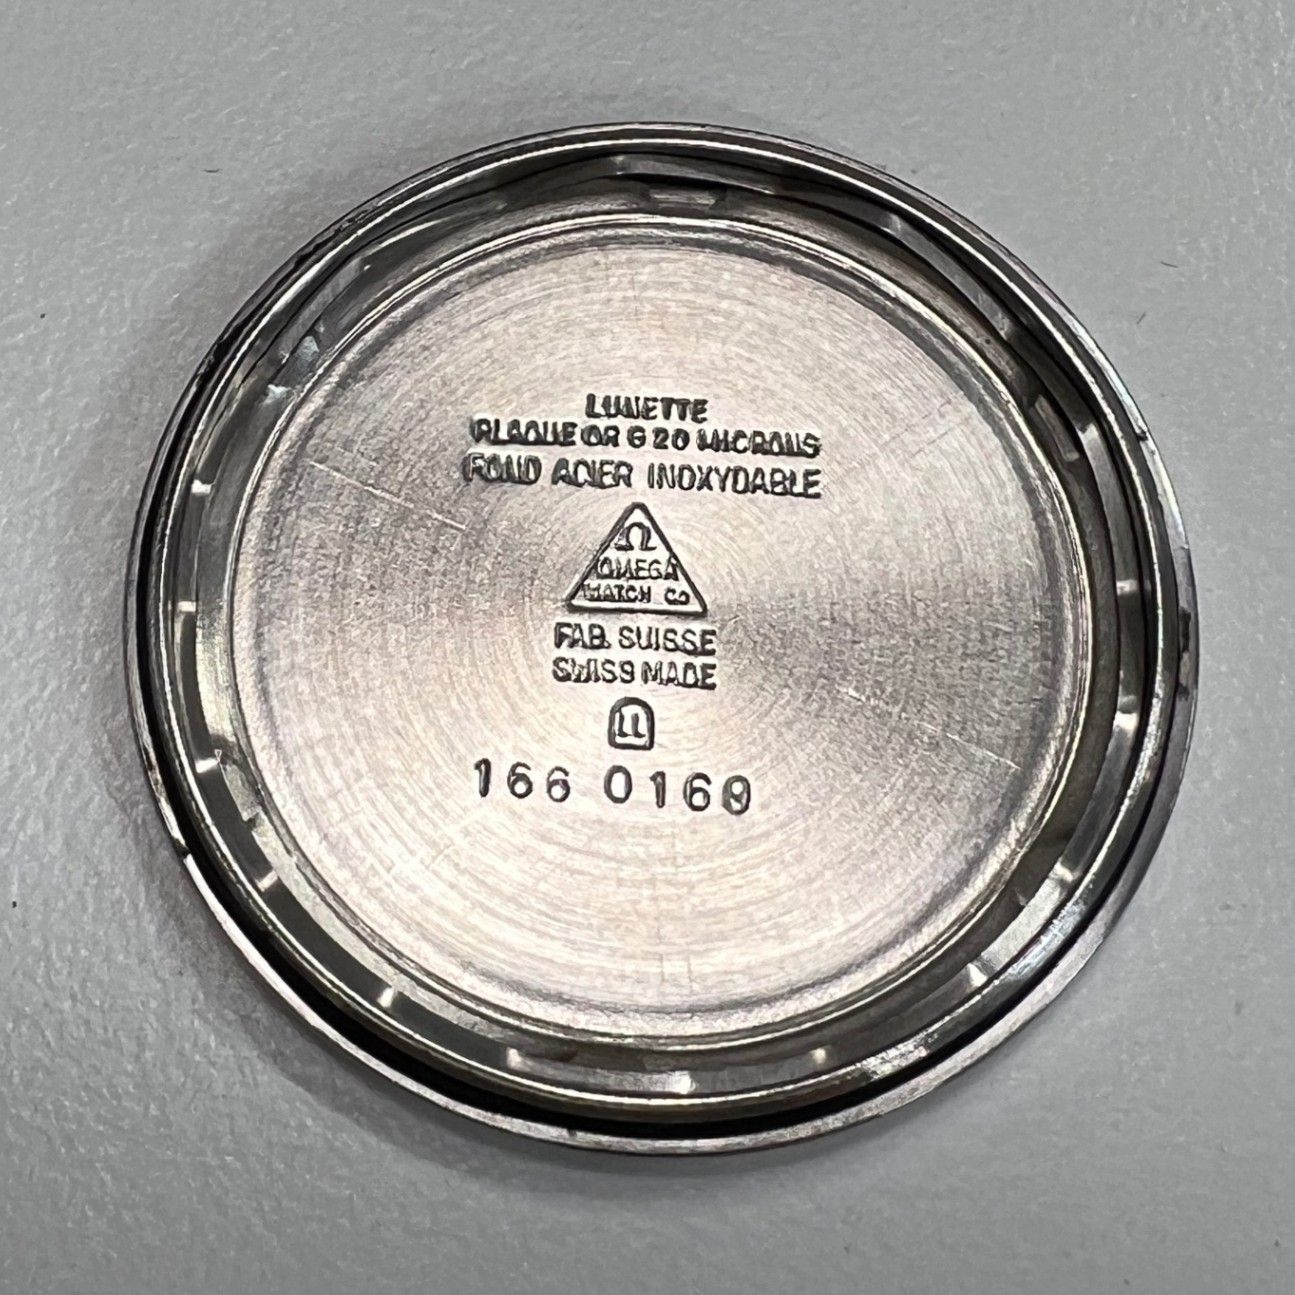 LUNETTE
PLAQUE OR G 20 MICRONS
FOND ACIER INOXYDABLE
Ω
OMEGA
WATCH Co
FAB. SUISSE
SWISS MADE
166 0168